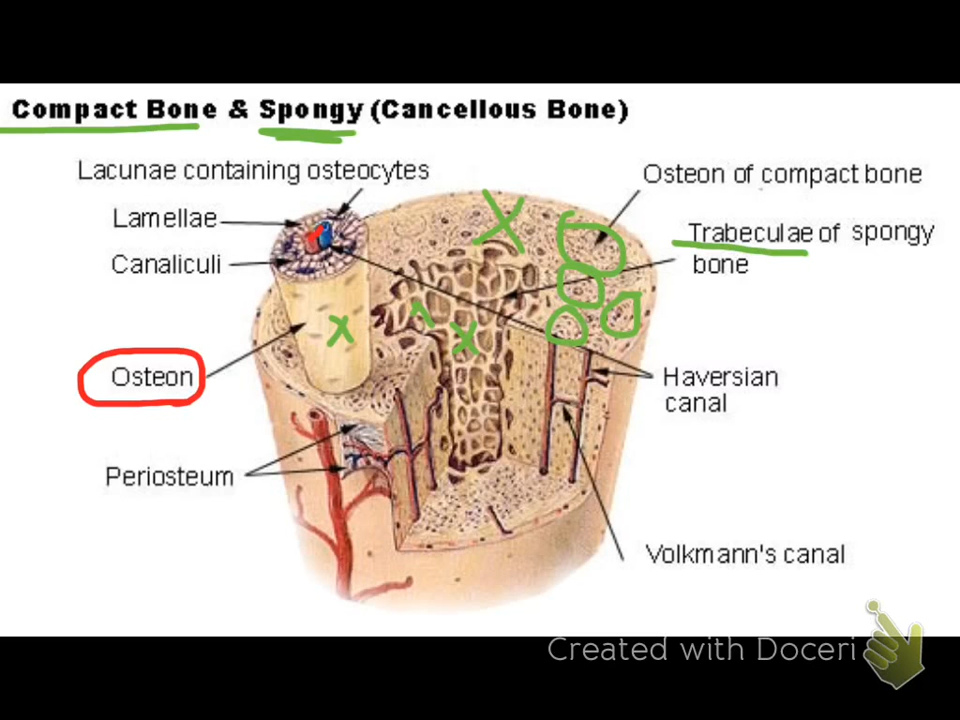 Compact Bone & Spongy (Cancellous Bone)
Lacunae containing osteocytes
Lamellae
Canaliculi
Osteon
Periosteum
Osteon of compact bone
Trabeculae of spongy
bone
Haversian
canal
Volkmann's canal
Created with Doceri